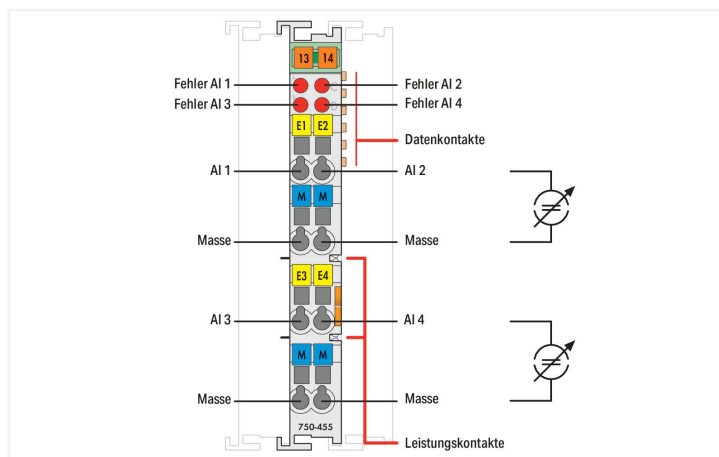 13 14
Fehler AI 1 Fehler AI 2
Fehler AI 3 Fehler AI 4
E1 E2
Datenkontakte
AI 1 AI 2
M M
Masse Masse
E3 E4
AI 3 AI 4
M M
Masse Masse
750-455
Leistungskontakte